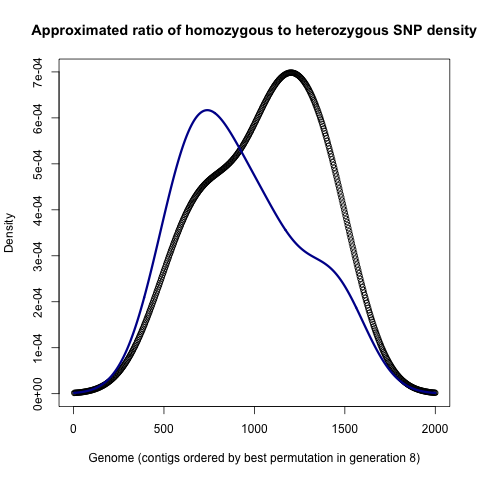 Approximated ratio of homozygous to heterozygous SNP density
7e-04
6e-04
5e-04
4e-04
3e-04
2e-04
1e-04
0e+00
Density
0 500 1000 1500 2000
Genome (contigs ordered by best permutation in generation 8)